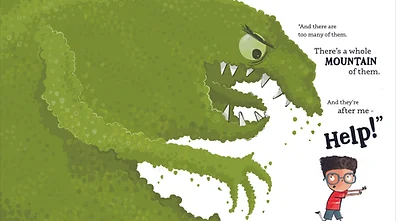 "And there are
too many of them.
There's a whole
MOUNTAIN
of them.
And they're
after me -
Help!"